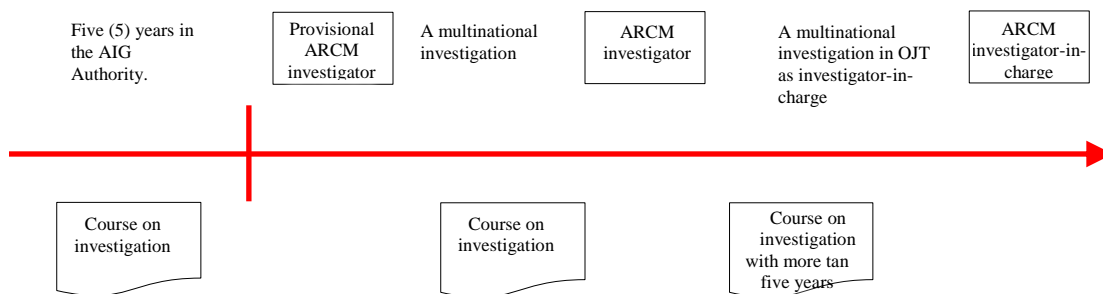 Five (5) years in
the AIG
Authority.
Provisional
ARCM
investigator
A multinational
investigation
ARCM
investigator
A multinational
investigation in OJT
as investigator-in-
charge
ARCM
investigator-in-
charge
Course on
investigation
Course on
investigation
Course on
investigation
with more tan
five years